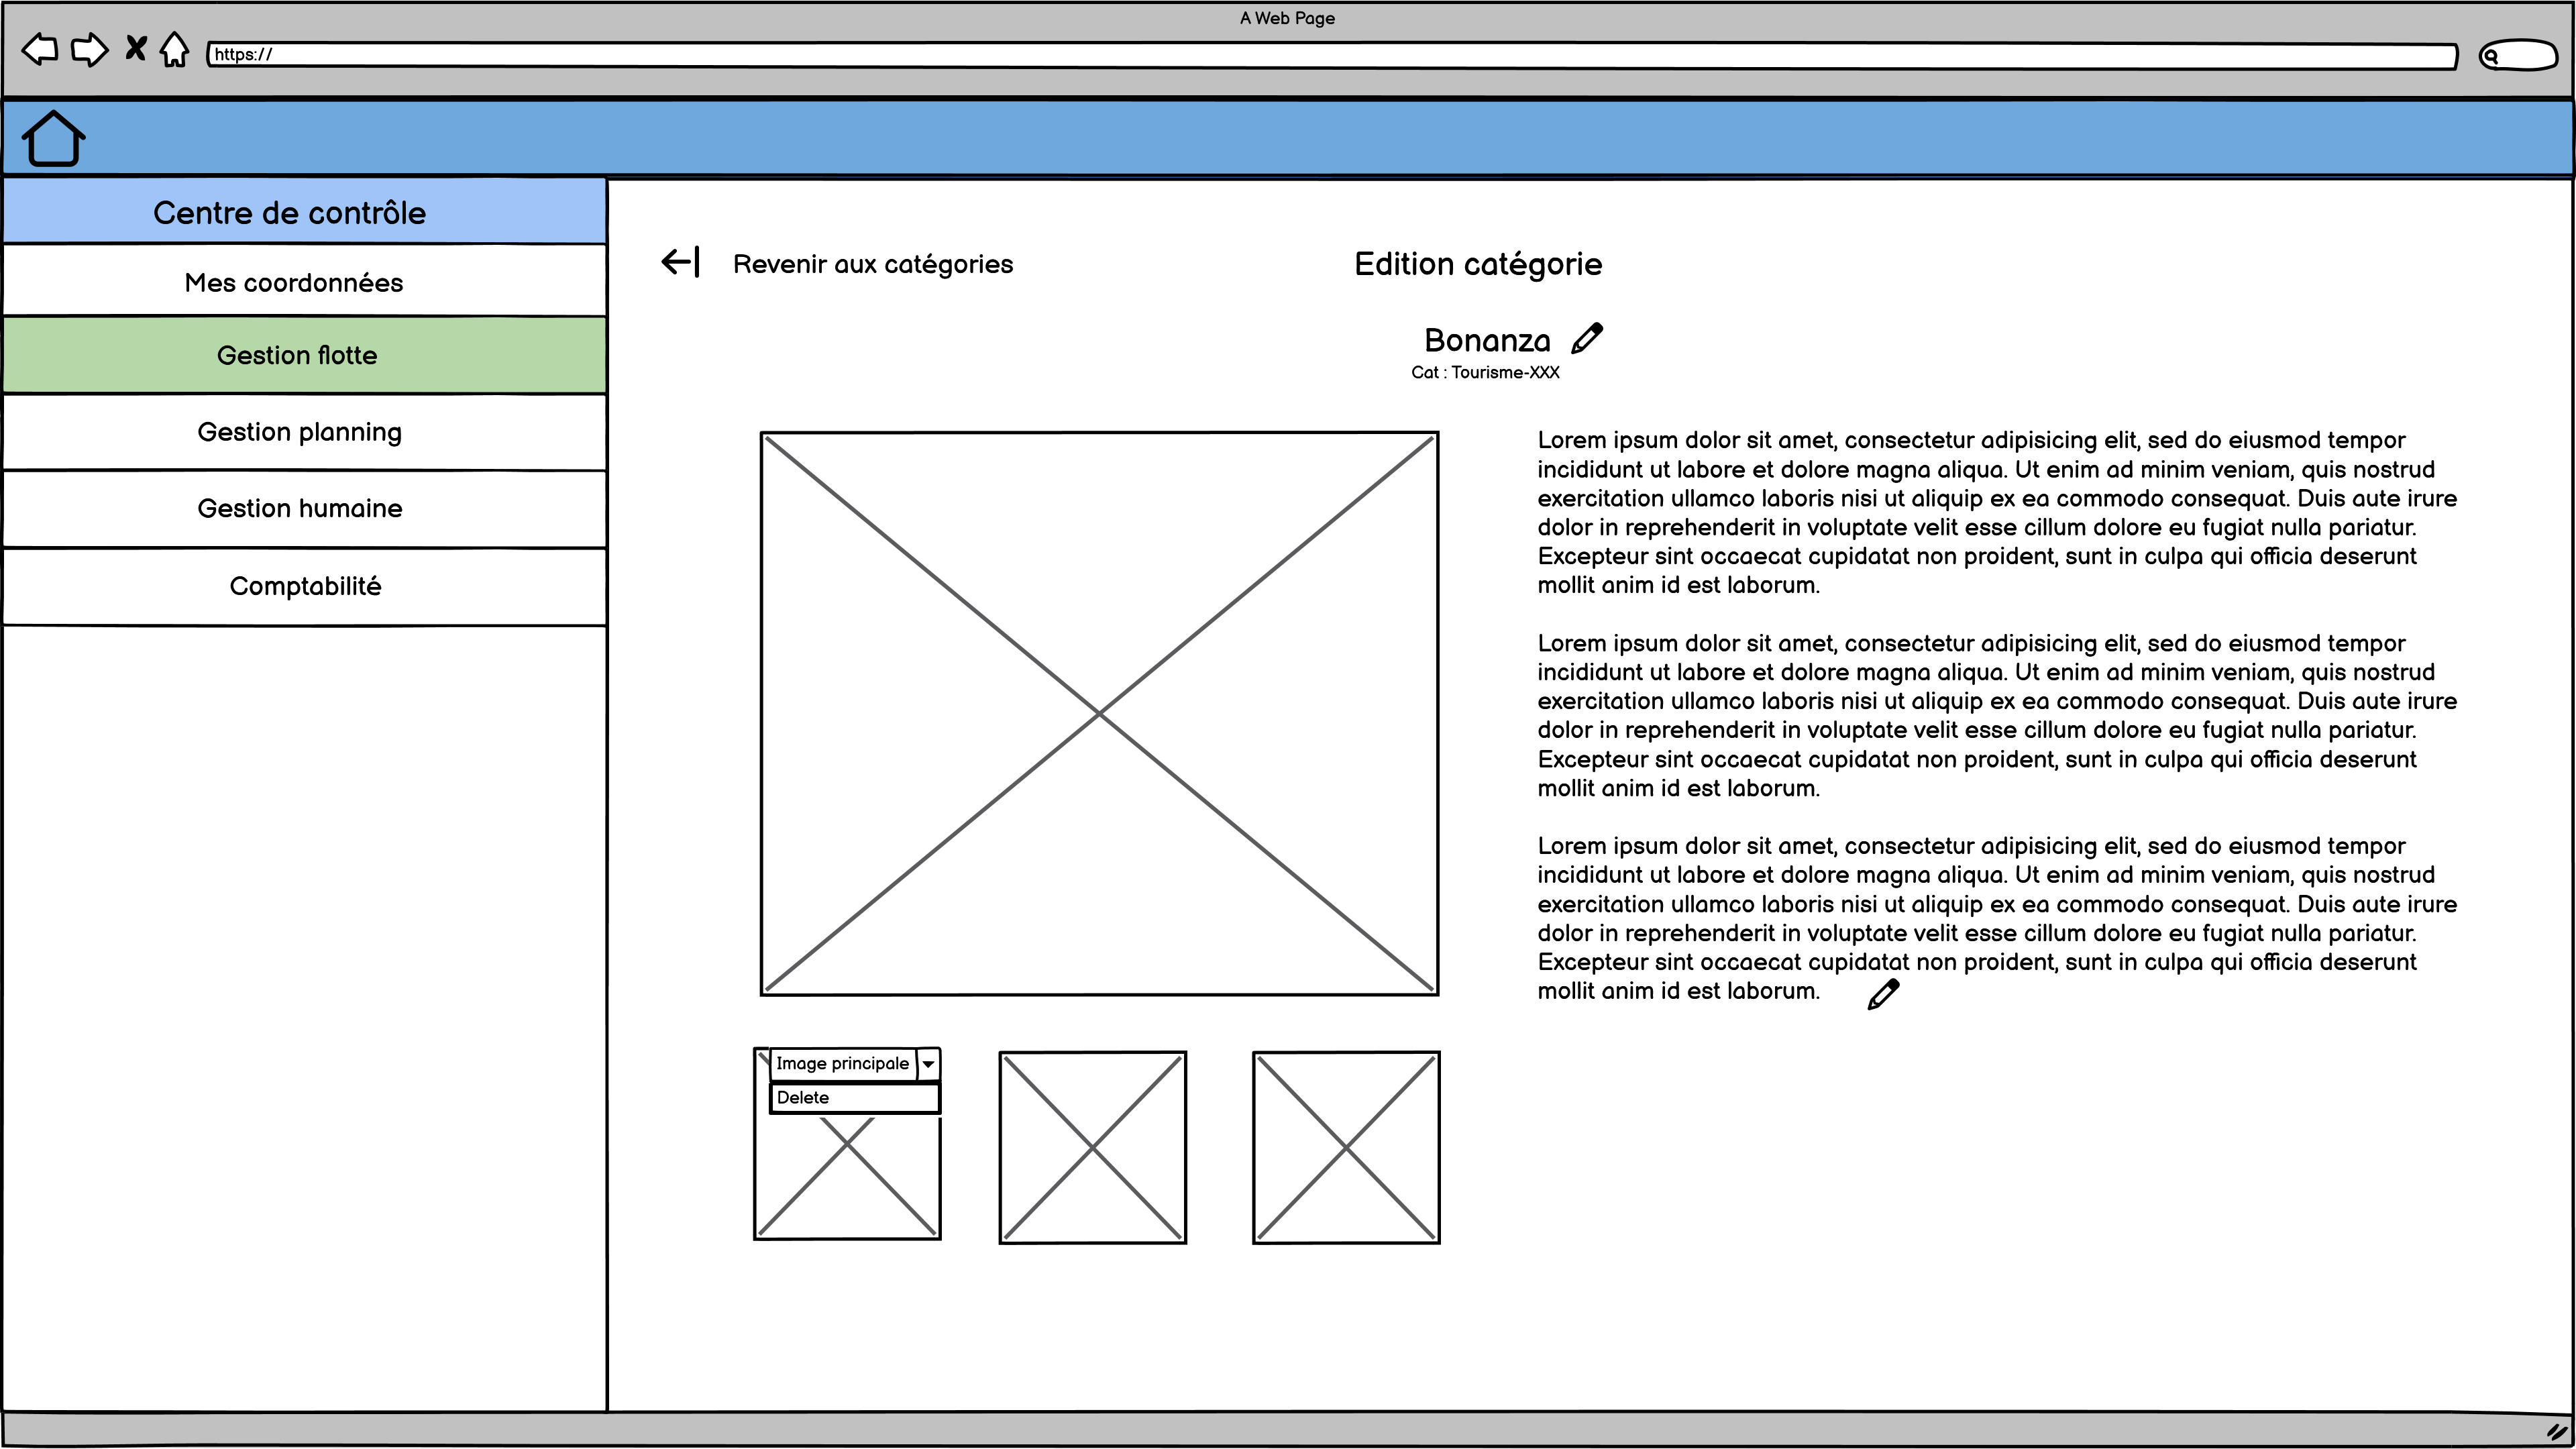 A Web Page
https://
Centre de contrôle
Mes coordonnées
Gestion flotte
Gestion planning
Gestion humaine
Comptabilité
Revenir aux catégories
Edition catégorie
Bonanza
Cat : Tourisme-XXX
Lorem ipsum dolor sit amet, consectetur adipisicing elit, sed do eiusmod tempor
incididunt ut labore et dolore magna aliqua. Ut enim ad minim veniam, quis nostrud
exercitation ullamco laboris nisi ut aliquip ex ea commodo consequat. Duis aute irure
dolor in reprehenderit in voluptate velit esse cillum dolore eu fugiat nulla pariatur.
Excepteur sint occaecat cupidatat non proident, sunt in culpa qui officia deserunt
mollit anim id est laborum.
Lorem ipsum dolor sit amet, consectetur adipisicing elit, sed do eiusmod tempor
incididunt ut labore et dolore magna aliqua. Ut enim ad minim veniam, quis nostrud
exercitation ullamco laboris nisi ut aliquip ex ea commodo consequat. Duis aute irure
dolor in reprehenderit in voluptate velit esse cillum dolore eu fugiat nulla pariatur.
Excepteur sint occaecat cupidatat non proident, sunt in culpa qui officia deserunt
mollit anim id est laborum.
Lorem ipsum dolor sit amet, consectetur adipisicing elit, sed do eiusmod tempor
incididunt ut labore et dolore magna aliqua. Ut enim ad minim veniam, quis nostrud
exercitation ullamco laboris nisi ut aliquip ex ea commodo consequat. Duis aute irure
dolor in reprehenderit in voluptate velit esse cillum dolore eu fugiat nulla pariatur.
Excepteur sint occaecat cupidatat non proident, sunt in culpa qui officia deserunt
mollit anim id est laborum.
Image principale
Delete